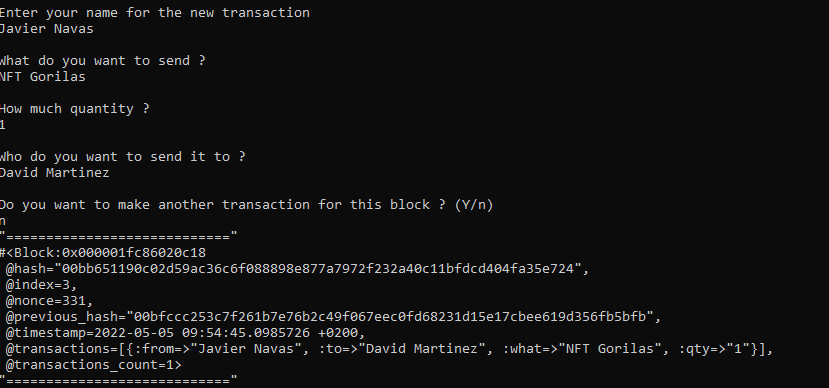 Enter your name for the new transaction
Javier Navas
What do you want to send ?
NFT Gorilas
How much quantity ?
1
Who do you want to send it to ?
David Martinez
Do you want to make another transaction for this block ? (Y/n)
n
"============================"
#<Block:0x000001fc86020c18
@hash="00bb651190c02d59ac36c6f088898e877a7972f232a40c11bfdcd404fa35e724",
@index=3,
@nonce=331,
@previous_hash="00bfccc253c7f261b7e76b2c49f067eec0fd68231d15e17cbee619d356fb5bfb",
@timestamp=2022-05-05 09:54:45.0985726 +0200,
@transactions=[{:from=>"Javier Navas", :to=>"David Martinez", :what=>"NFT Gorilas", :qty=>"1"}],
@transactions_count=1>
"============================"